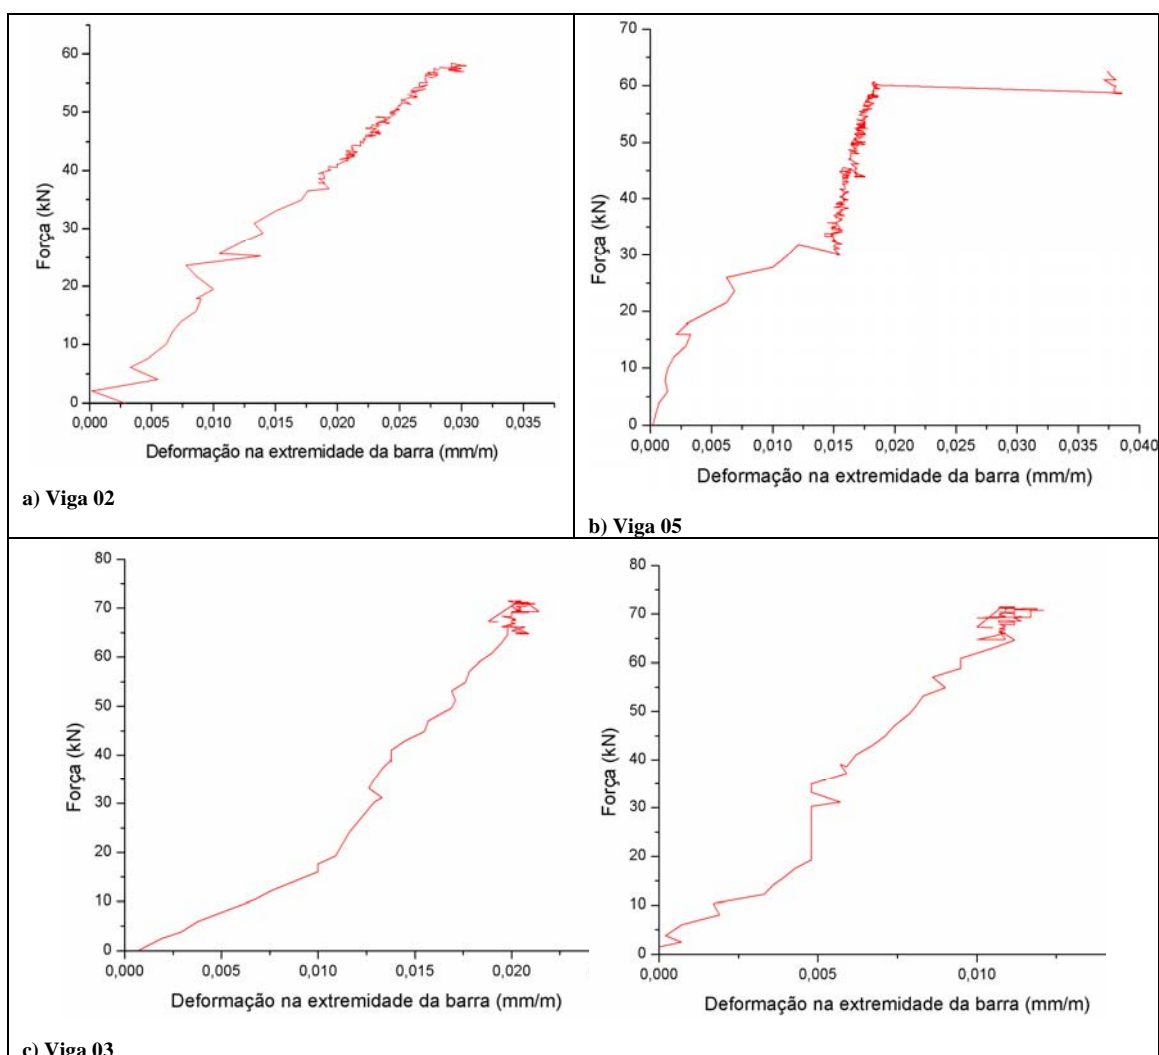 60
50
40
30
20
10
0
Força (kN)
0,000 0,005 0,010 0,015 0,020 0,025 0,030 0,035
Deformação na extremidade da barra (mm/m)
a) Viga 02
70
60
50
40
30
20
10
0
Força (kN)
0,000 0,005 0,010 0,015 0,020 0,025 0,030 0,035 0,040
Deformação na extremidade da barra (mm/m)
b) Viga 05
80
70
60
50
40
30
20
10
0
Força (kN)
0,000 0,005 0,010 0,015 0,020
Deformação na extremidade da barra (mm/m)
80
70
60
50
40
30
20
10
0
Força (kN)
0,000 0,005 0,010
Deformação na extremidade da barra (mm/m)
c) Viga 03